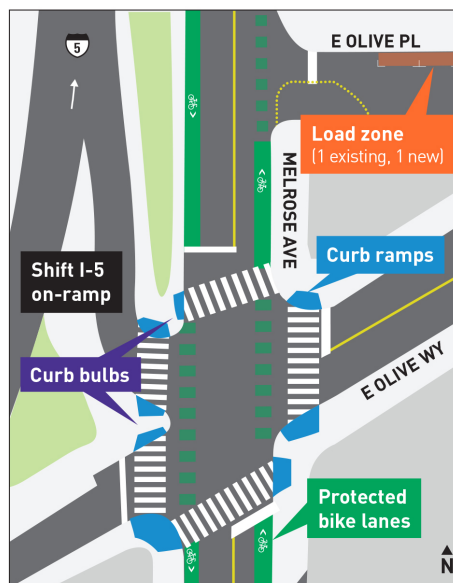 5
E OLIVE PL
Load zone
(1 existing, 1 new)
MELROSE AVE
Shift I-5
on-ramp
Curb ramps
Curb bulbs
E OLIVE WY
Protected
bike lanes
N